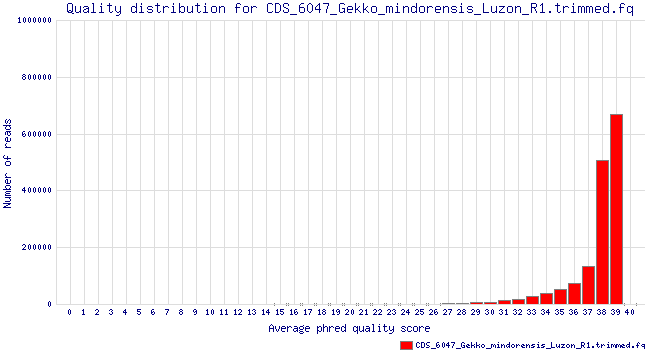 Quality distribution for CDS_6047_Gekko_mindorensis_Luzon_R1.trimmed.fq
1000000
800000
600000
400000
200000
0
Number of reads
0 1 2 3 4 5 6 7 8 9 10 11 12 13 14 15 16 17 18 19 20 21 22 23 24 25 26 27 28 29 30 31 32 33 34 35 36 37 38 39 40
Average phred quality score
CDS_6047_Gekko_mindorensis_Luzon_R1.trimmed.fq